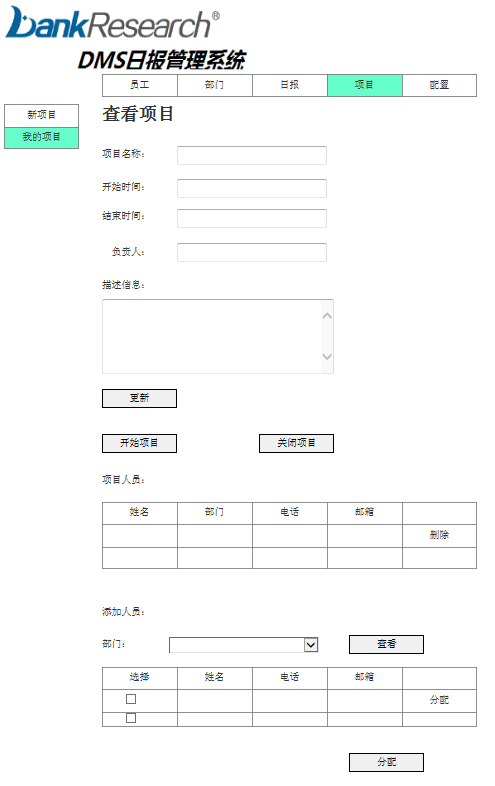 bankResearch®
DMS日报管理系统
员工 部门 日报 项目 配置
新项目
我的项目
查看项目
项目名称：
开始时间：
结束时间：
负责人：
描述信息：
更新
开始项目 关闭项目
项目人员：
姓名 部门 电话 邮箱
删除
添加人员：
部门： 查看
选择 姓名 电话 邮箱
分配
分配